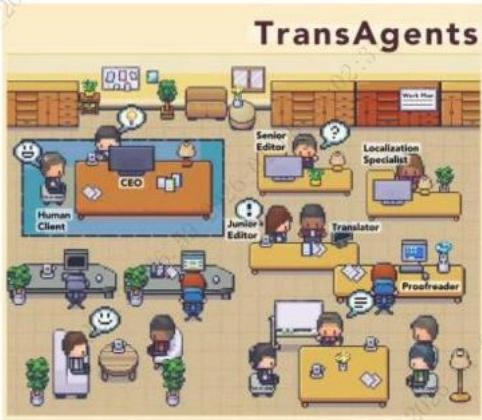 TransAgents
Work Plan
Senior
Editor
?
Localization
Specialist
CEO
Human
Client
!
Junior
Editor
Translator
Proofreader